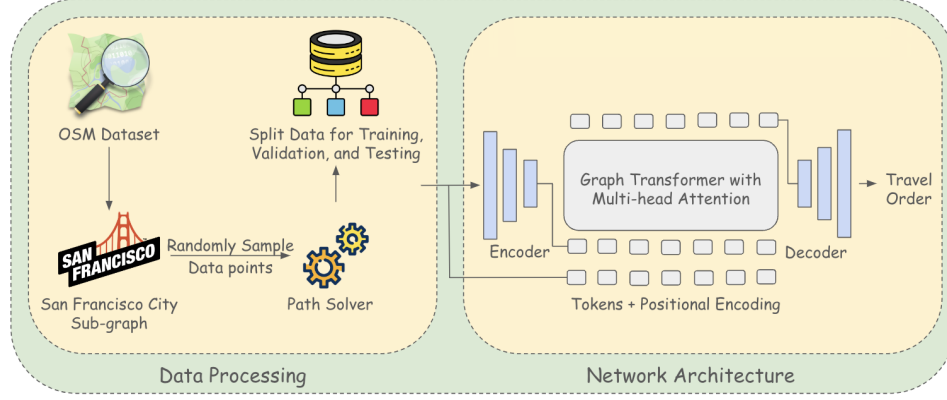 OSM Dataset
Split Data for Training,
Validation, and Testing
SAN
FRANCISCO
San Francisco City
Sub-graph
Randomly Sample
Data points
Path Solver
Data Processing
Encoder
Graph Transformer with
Multi-head Attention
Decoder
Travel
Order
Tokens + Positional Encoding
Network Architecture